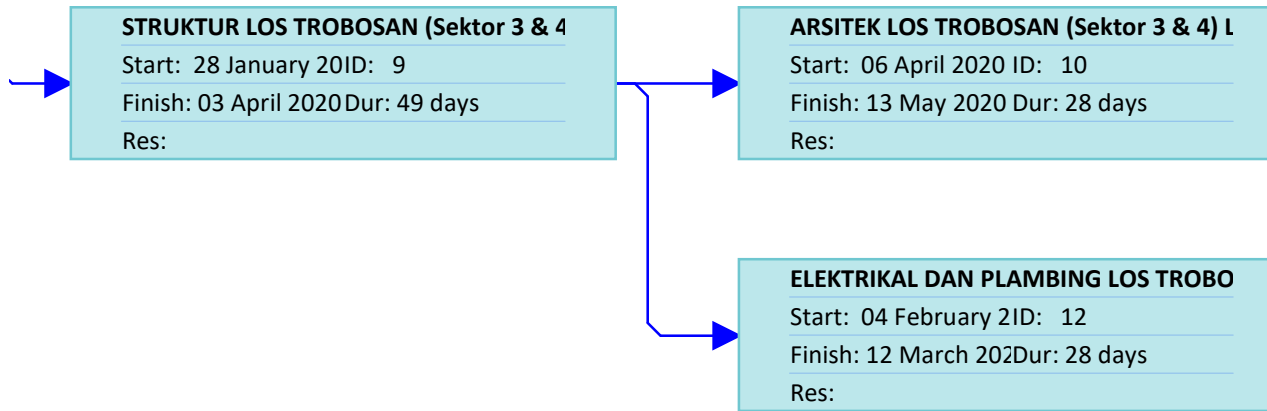 STRUKTUR LOS TROBOSAN (Sektor 3 & 4
Start: 28 January 20ID: 9
Finish: 03 April 2020Dur: 49 days
Res:
ARSITEK LOS TROBOSAN (Sektor 3 & 4) L
Start: 06 April 2020 ID: 10
Finish: 13 May 2020 Dur: 28 days
Res:
ELEKTRIKAL DAN PLAMBING LOS TROBO
Start: 04 February 2ID: 12
Finish: 12 March 202Dur: 28 days
Res: